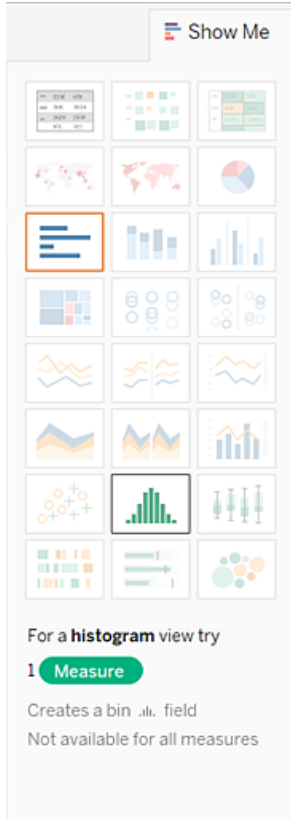 Show Me
For a histogram view try
1 Measure
Creates a bin field
Not available for all measures